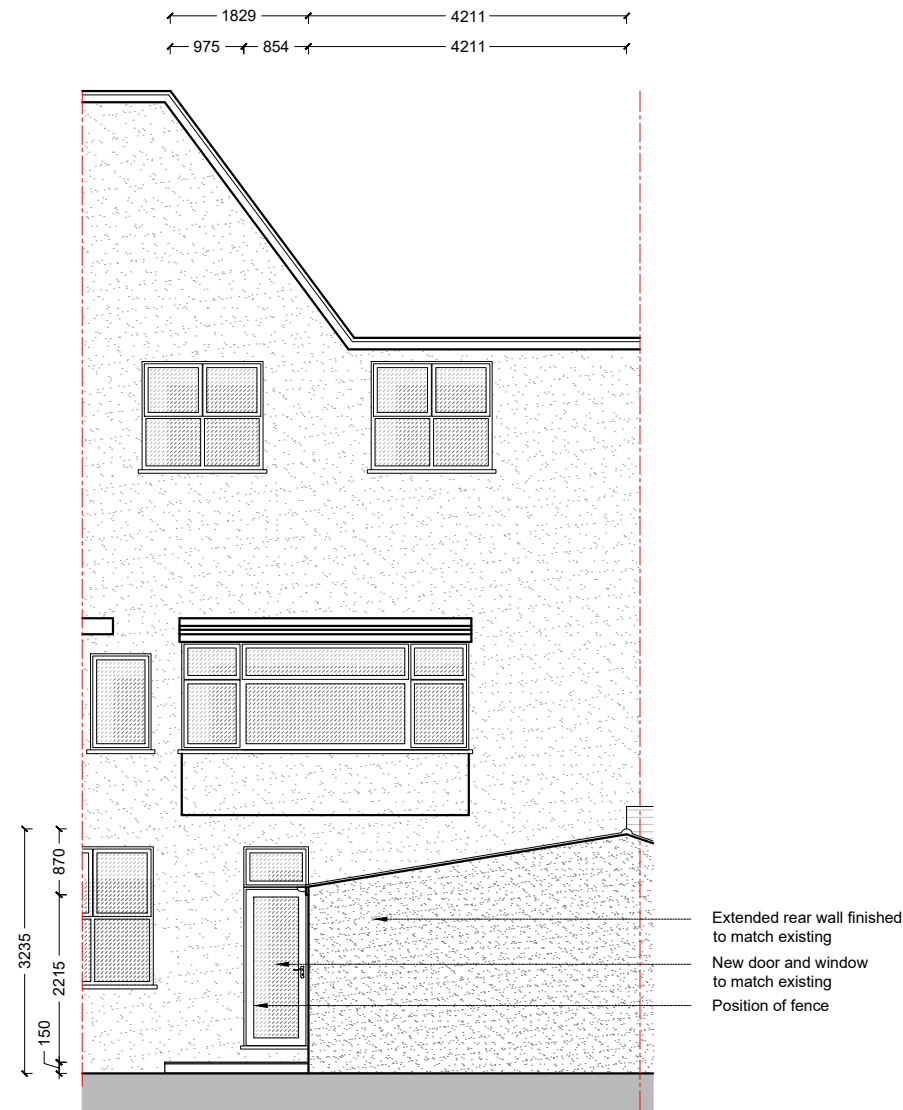 1829
4211
975
854
4211
870
3235
2215
150
Extended rear wall finished
to match existing
New door and window
to match existing
Position of fence